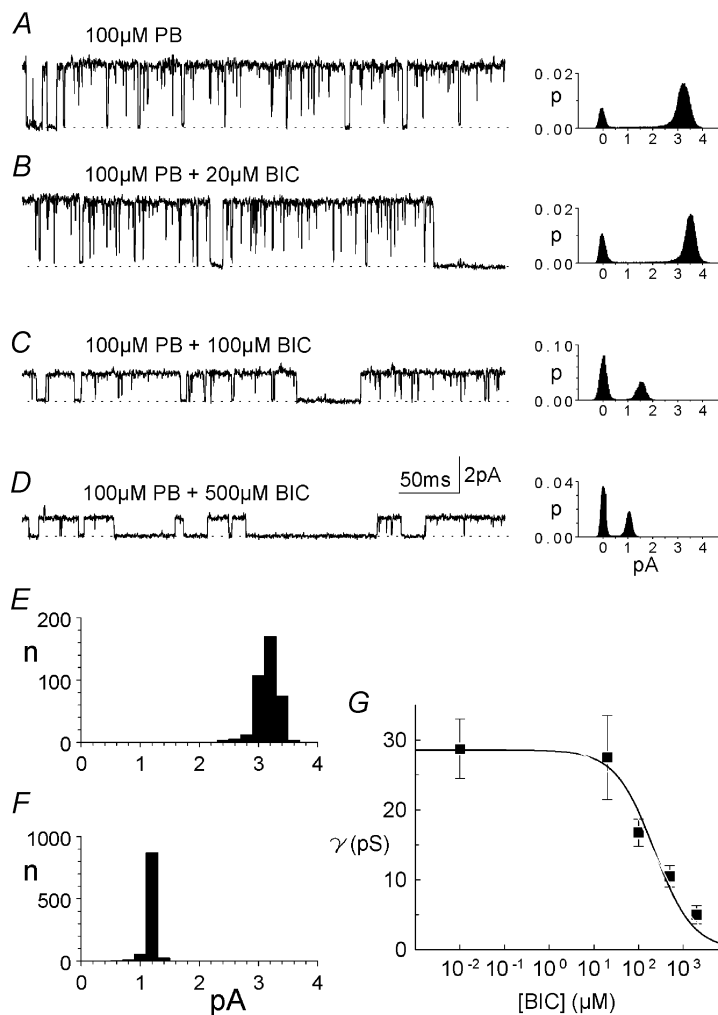 A
100µM PB
0.02
p
0.00
0 1 2 3 4
B
100µM PB + 20µM BIC
0.02
p
0.00
0 1 2 3 4
C
100µM PB + 100µM BIC
0.10
p
0.00
0 1 2 3 4
D
100µM PB + 500µM BIC
50ms
2pA
0.04
p
0.00
0 1 2 3 4
pA
E
200
n
100
0
0 1 2 3 4
F
1000
n
500
0
0 1 2 3 4
pA
G
30
20
γ (pS)
10
0
10⁻² 10⁻¹ 10⁰ 10¹ 10² 10³
[BIC] (µM)